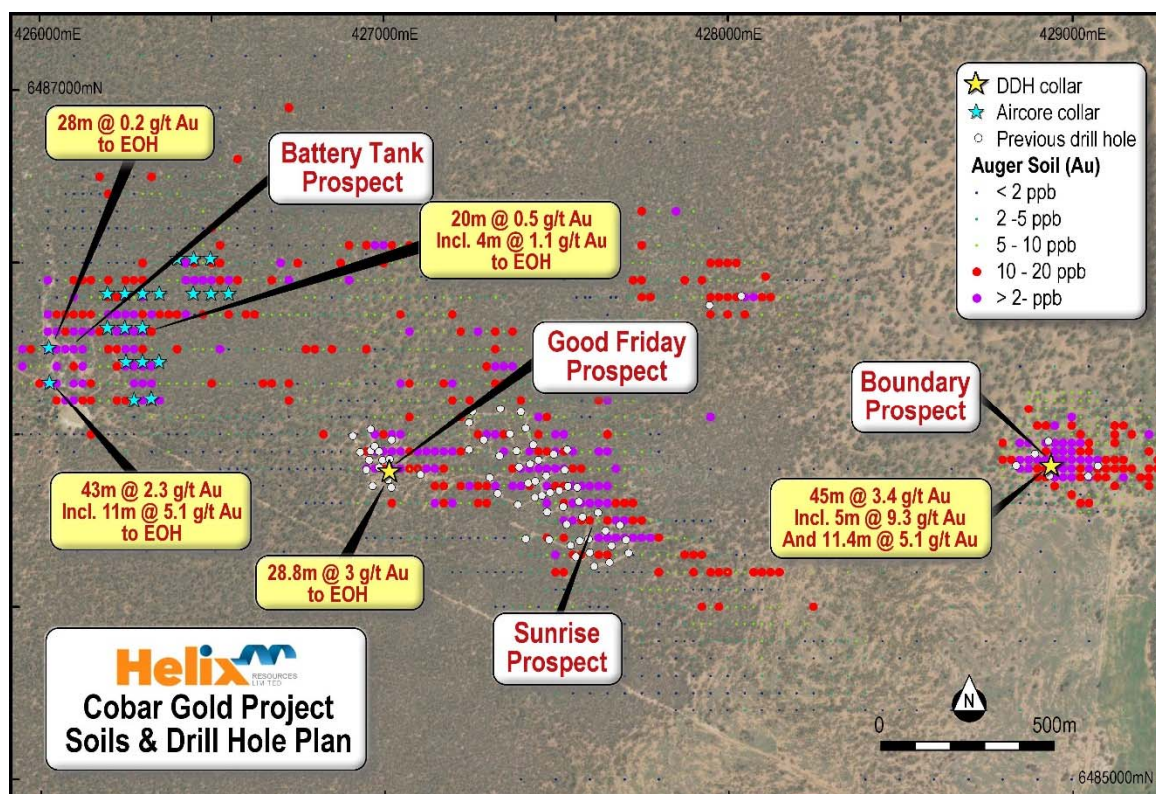 426000mE
427000mE
428000mE
429000mE
6487000mN
DDH collar
Aircore collar
Previous drill hole
Auger Soil (Au)
< 2 ppb
2 -5 ppb
5 - 10 ppb
10 - 20 ppb
> 2- ppb
28m @ 0.2 g/t Au
to EOH
Battery Tank
Prospect
20m @ 0.5 g/t Au
Incl. 4m @ 1.1 g/t Au
to EOH
Good Friday
Prospect
Boundary
Prospect
43m @ 2.3 g/t Au
Incl. 11m @ 5.1 g/t Au
to EOH
45m @ 3.4 g/t Au
Incl. 5m @ 9.3 g/t Au
And 11.4m @ 5.1 g/t Au
28.8m @ 3 g/t Au
to EOH
Sunrise
Prospect
Helix
RESOURCES
LIMITED
Cobar Gold Project
Soils & Drill Hole Plan
N
0 500m
6485000mN